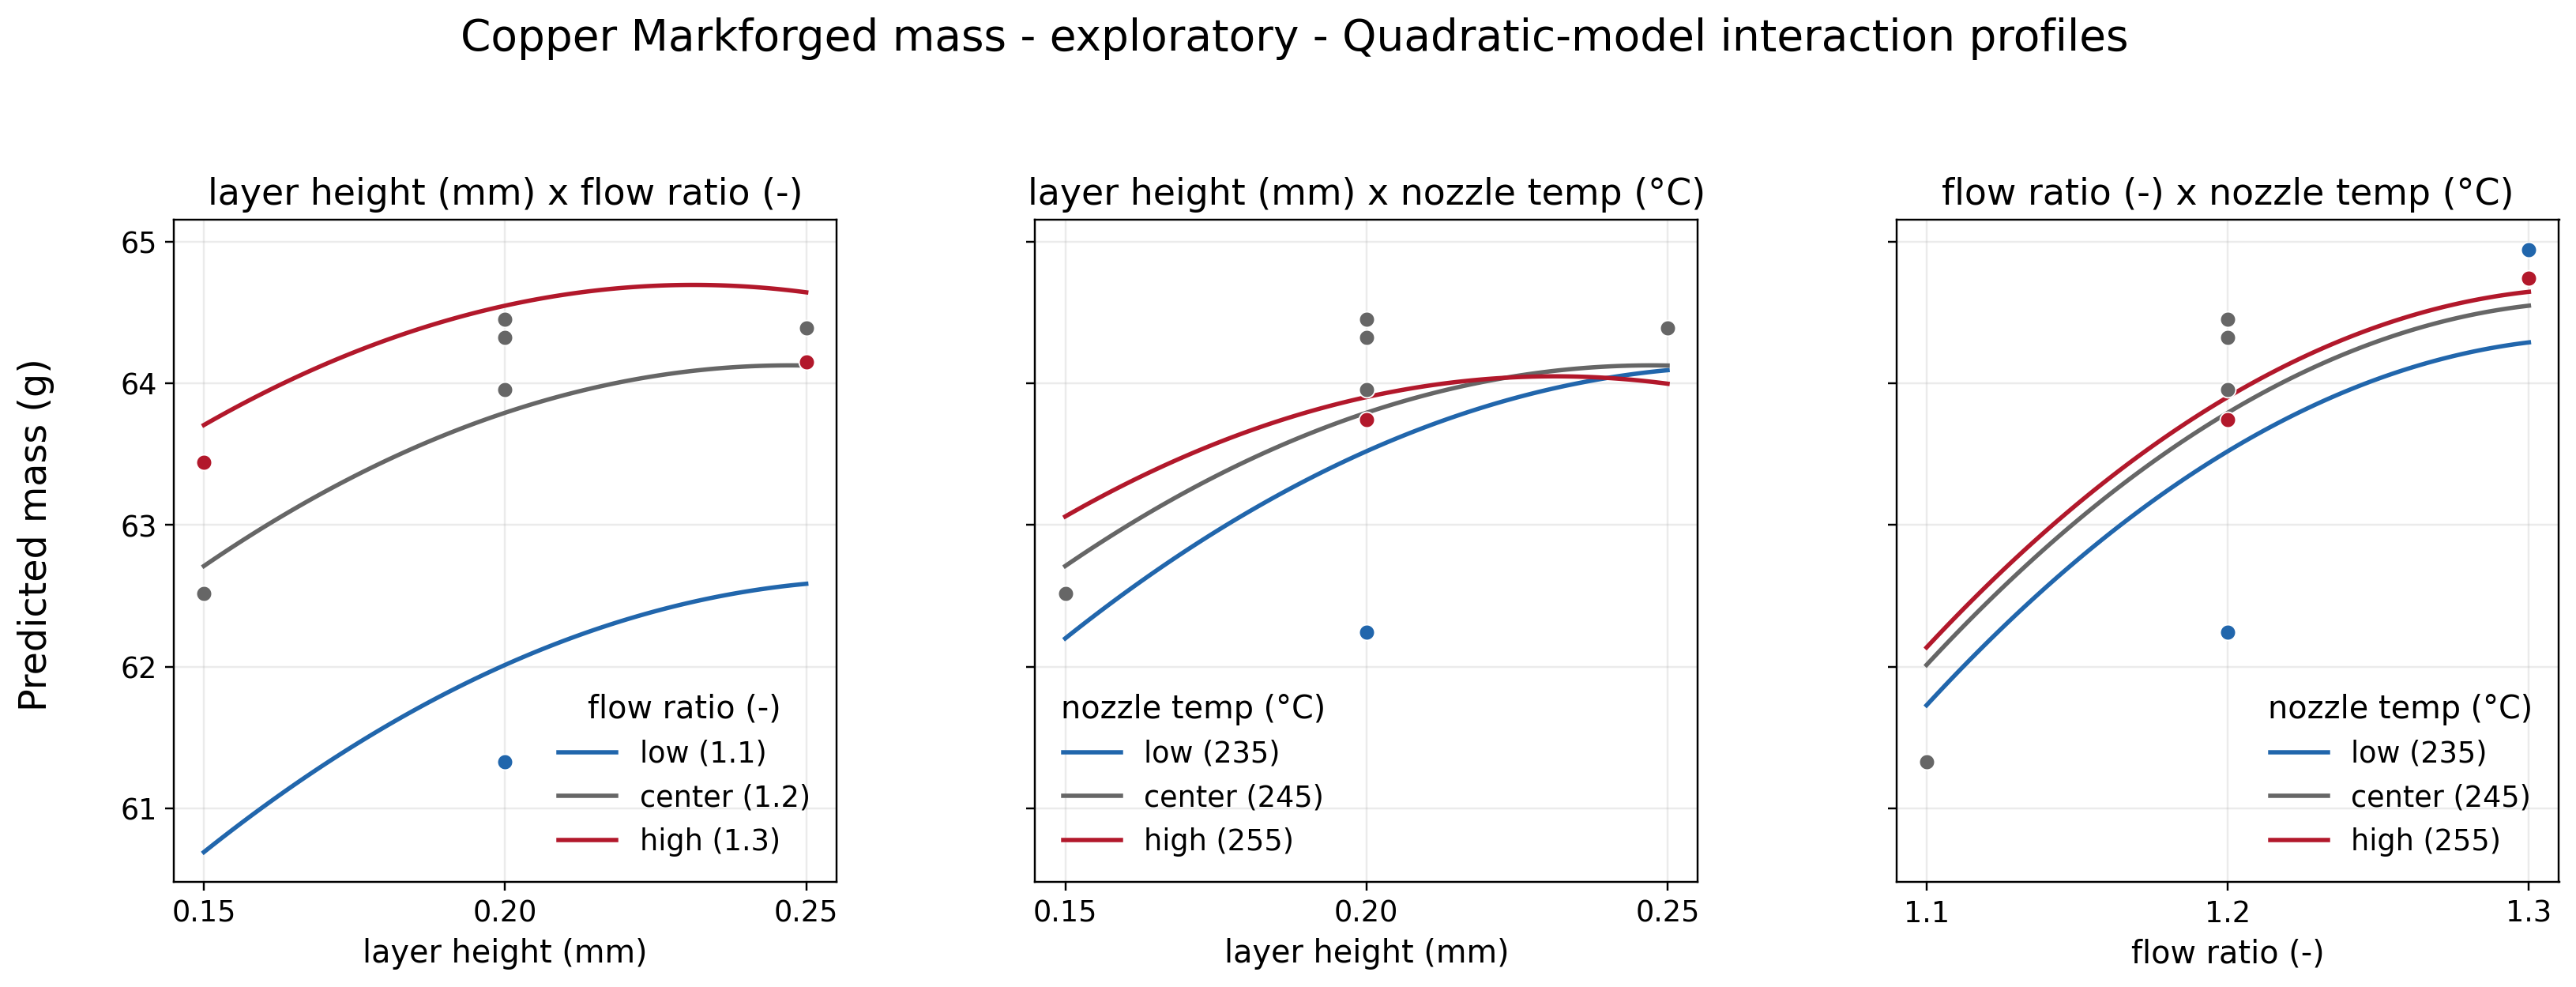 Copper Markforged mass - exploratory - Quadratic-model interaction profiles
layer height (mm) x flow ratio (-)
Predicted mass (g)
65
64
63
62
61
flow ratio (-)
low (1.1)
center (1.2)
high (1.3)
0.15 0.20 0.25
layer height (mm)
layer height (mm) x nozzle temp (°C)
nozzle temp (°C)
low (235)
center (245)
high (255)
0.15 0.20 0.25
layer height (mm)
flow ratio (-) x nozzle temp (°C)
nozzle temp (°C)
low (235)
center (245)
high (255)
1.1 1.2 1.3
flow ratio (-)